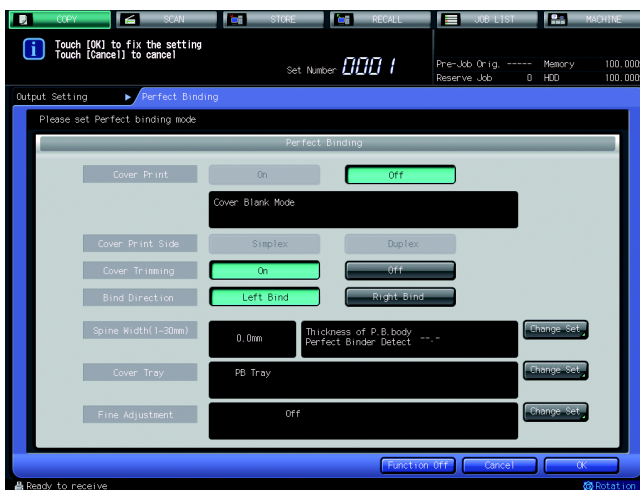 COPY SCAN STORE RECALL JOB LIST MACHINE
Touch [OK] to fix the setting
Touch [Cancel] to cancel
Set Number 0001
Pre-Job Orig. ----- Memory 100.000
Reserve Job 0 HDD 100.000
Output Setting Perfect Binding
Please set Perfect binding mode
Perfect Binding
Cover Print On Off
Cover Blank Mode
Cover Print Side Simplex Duplex
Cover Trimming On Off
Bind Direction Left Bind Right Bind
Spine Width(1~30mm) 0.0mm Thickness of P.B.body Change Set
Perfect Binder Detect --.-
Cover Tray PB Tray Change Set
Fine Adjustment Off Change Set
Function Off Cancel OK
Ready to receive Rotation